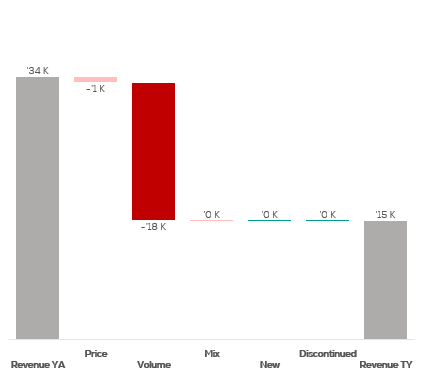 '34 K
-'1 K
-'18 K
'0 K
'0 K
'0 K
'15 K
Price
Mix
Discontinued
Revenue YA
Volume
New
Revenue TY